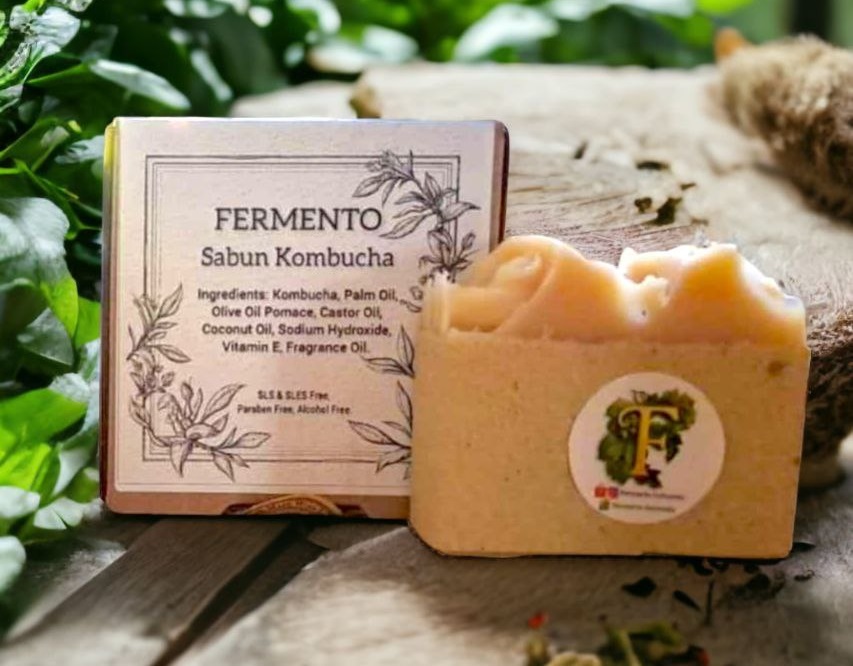 FERMENTO
Sabun Kombucha
Ingredients: Kombucha, Palm Oil,
Olive Oil Pomace, Castor Oil,
Coconut Oil, Sodium Hydroxide,
Vitamin E, Fragrance Oil.
SLS & SLES Free,
Paraben Free, Alcohol Free.
F